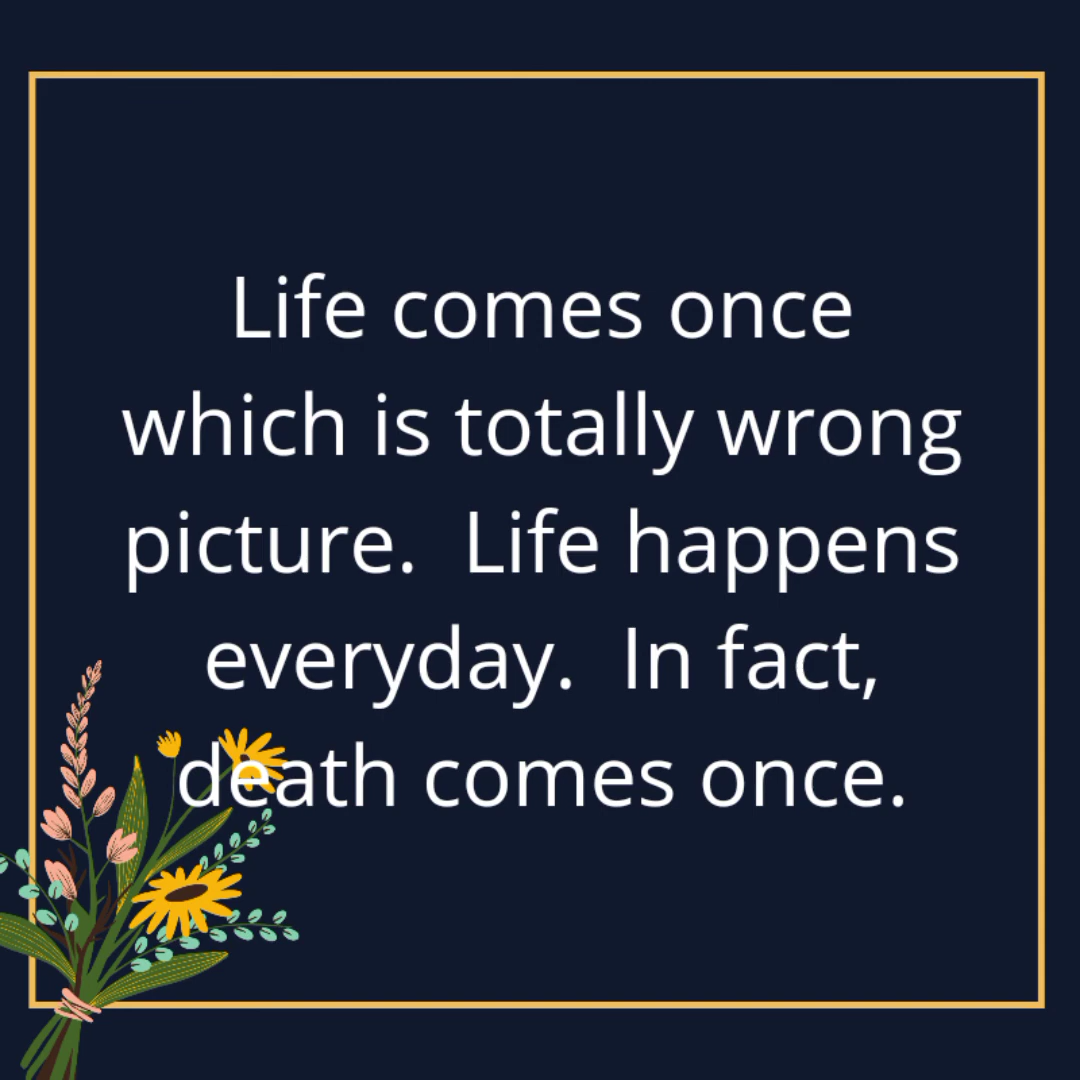 Life comes once
which is totally wrong
picture.  Life happens
everyday.  In fact,
death comes once.